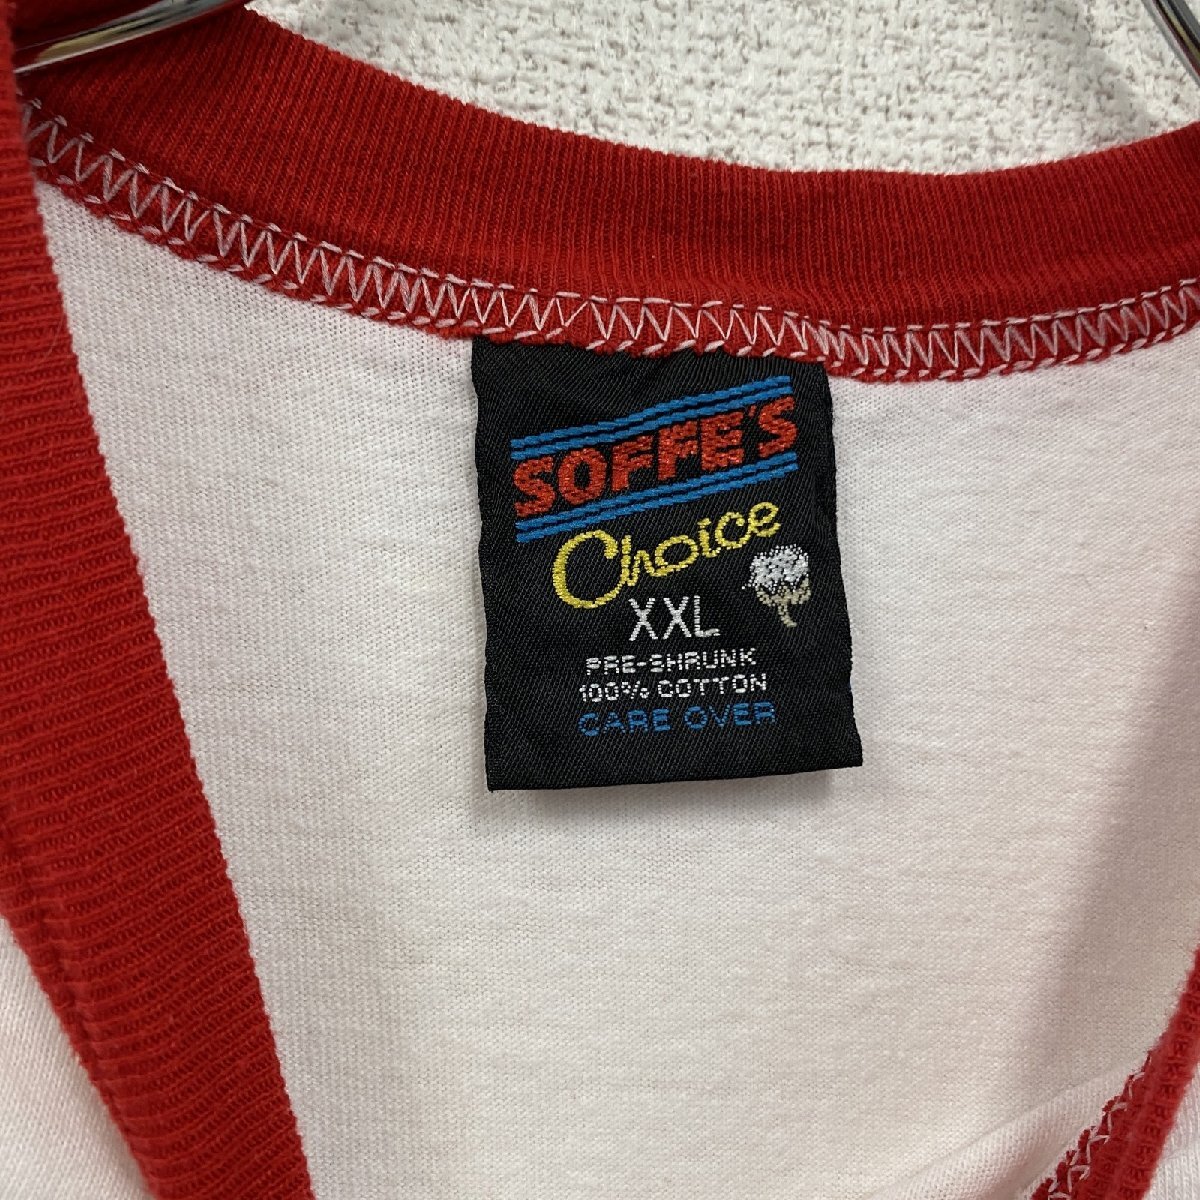 SOFFE'S
Choice
XXL
PRE-SHRUNK
100% COTTON
CARE OVER